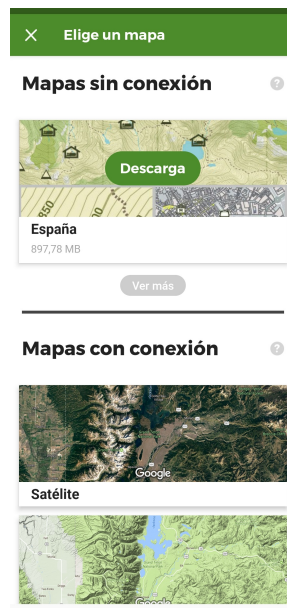 Elige un mapa
Mapas sin conexión
?
Descarga
850
España
897,78 MB
Ver más
Mapas con conexión
?
Google
Satélite
Google